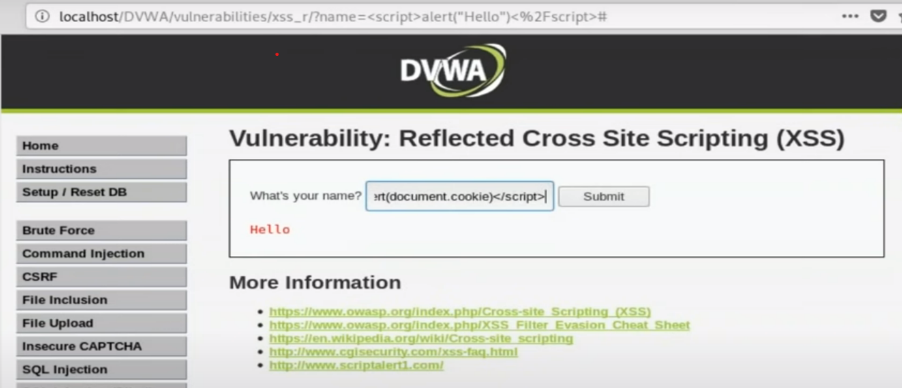 localhost/DVWA/vulnerabilities/xss_r/?name=<script>alert("Hello")<%2Fscript>#
DVWA
Vulnerability: Reflected Cross Site Scripting (XSS)
Home
Instructions
Setup / Reset DB
Brute Force
Command Injection
CSRF
File Inclusion
File Upload
Insecure CAPTCHA
SQL Injection
What's your name? ert(document.cookie)</script> Submit
Hello
More Information
https://www.owasp.org/index.php/Cross-site_Scripting_(XSS)
https://www.owasp.org/index.php/XSS_Filter_Evasion_Cheat_Sheet
https://en.wikipedia.org/wiki/Cross-site_scripting
http://www.cgisecurity.com/xss-faq.html
http://www.scriptalert1.com/